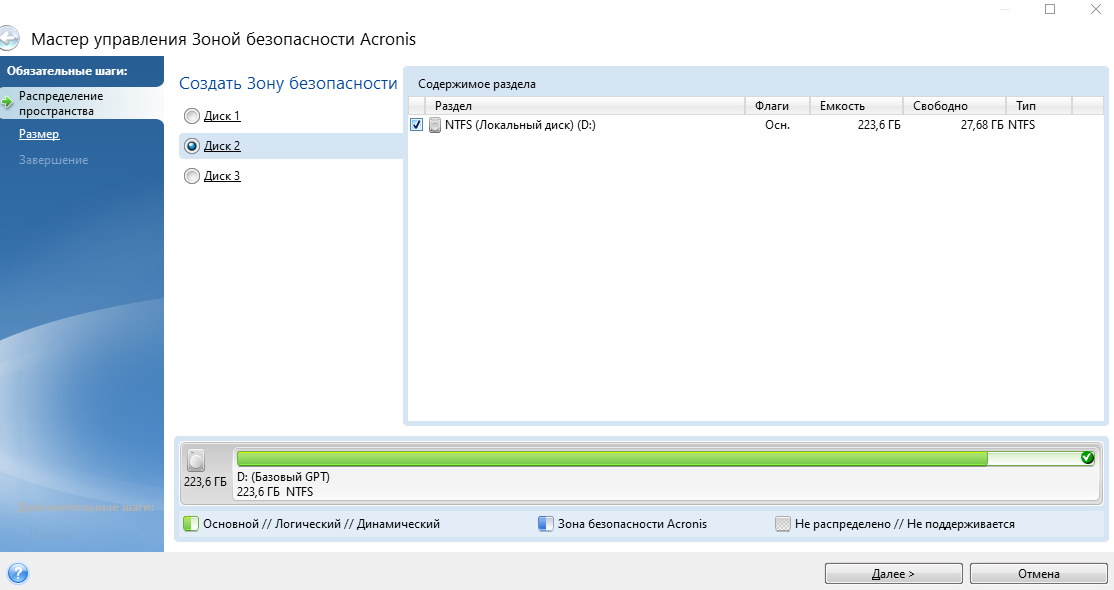 Мастер управления Зоной безопасности Acronis
Обязательные шаги:
Распределение
пространства
Размер
Завершение
Создать Зону безопасности
Диск 1
Диск 2
Диск 3
Содержимое раздела
Раздел Флаги Емкость Свободно Тип
NTFS (Локальный диск) (D:) Осн. 223,6 ГБ 27,68 ГБ NTFS
223,6 ГБ
D: (Базовый GPT)
223,6 ГБ NTFS
Основной // Логический // Динамический
Зона безопасности Acronis
Не распределено // Не поддерживается
шаги:
?
Далее >
Отмена